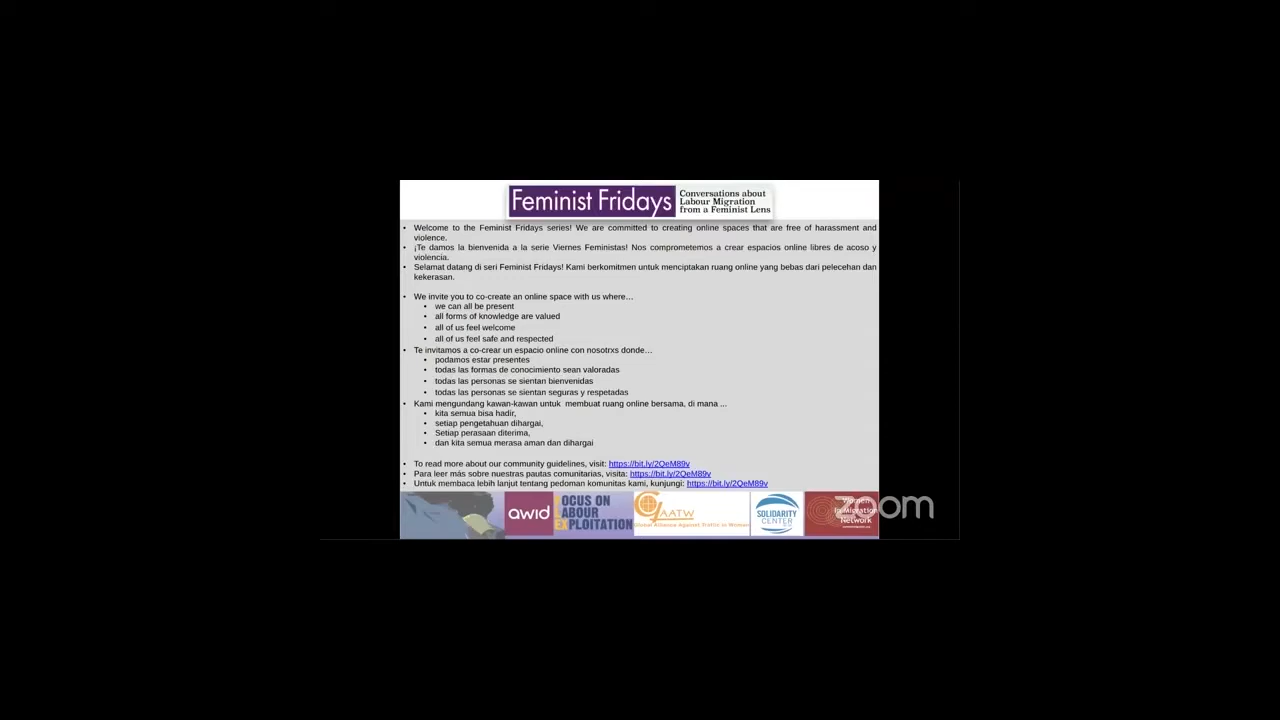 Feminist Fridays
Conversations about
Labour Migration
from a Feminist Lens
• Welcome to the Feminist Fridays series! We are committed to creating online spaces that are free of harassment and
violence.
• ¡Te damos la bienvenida a la serie Viernes Feministas! Nos comprometemos a crear espacios online libres de acoso y
violencia.
• Selamat datang di seri Feminist Fridays! Kami berkomitmen untuk menciptakan ruang online yang bebas dari pelecehan dan
kekerasan.
• We invite you to co-create an online space with us where…
• we can all be present
• all forms of knowledge are valued
• all of us feel welcome
• all of us feel safe and respected
• Te invitamos a co-crear un espacio online con nosotrxs donde…
• podamos estar presentes
• todas las formas de conocimiento sean valoradas
• todas las personas se sientan bienvenidas
• todas las personas se sientan seguras y respetadas
• Kami mengundang kawan-kawan untuk membuat ruang online bersama, di mana ...
• kita semua bisa hadir,
• setiap pengetahuan dihargai,
• Setiap perasaan diterima,
• dan kita semua merasa aman dan dihargai
• To read more about our community guidelines, visit: https://bit.ly/2QeM89v
• Para leer más sobre nuestras pautas comunitarias, visita: https://bit.ly/2QeM89v
• Untuk membaca lebih lanjut tentang pedoman komunitas kami, kunjungi: https://bit.ly/2QeM89v
awid
FOCUS ON
LABOUR
EXPLOITATION
GAATW
Global Alliance Against Traffic in Women
SOLIDARITY
CENTER
Women
in Migration
Network
zoom